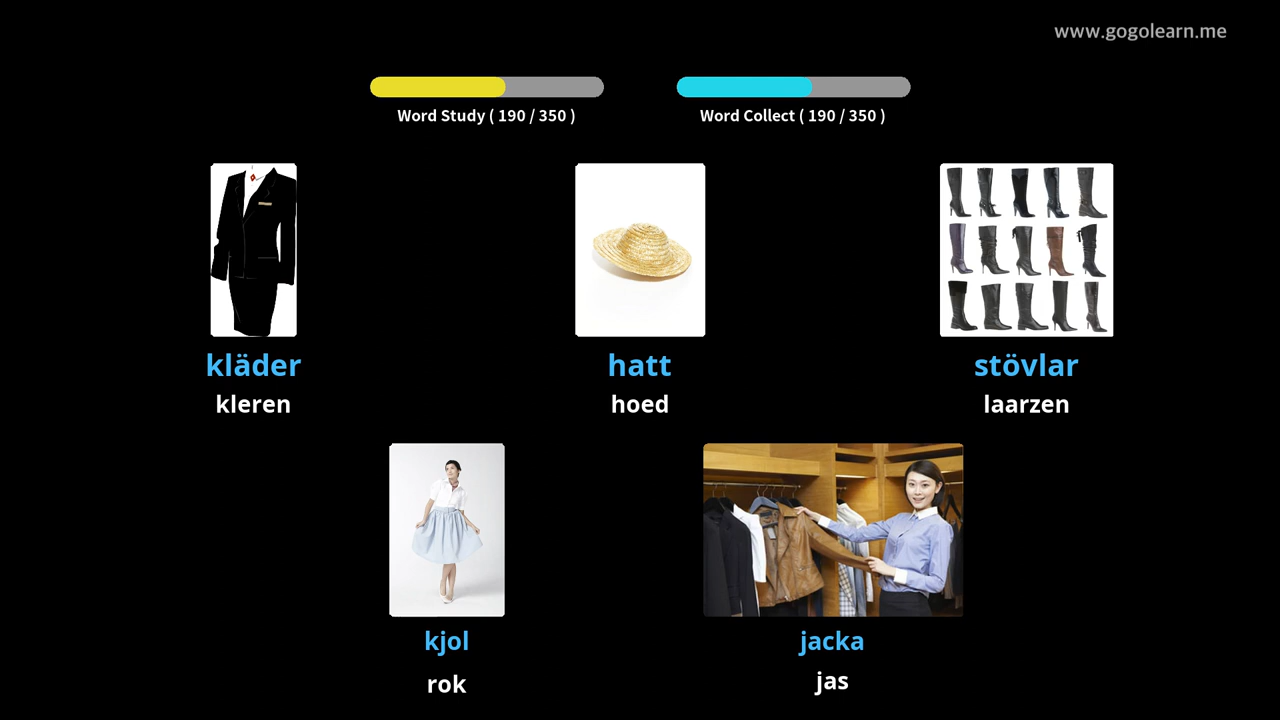 www.gogolearn.me
Word Study ( 190 / 350 )
Word Collect ( 190 / 350 )
kläder
kleren
hatt
hoed
stövlar
laarzen
kjol
rok
jacka
jas